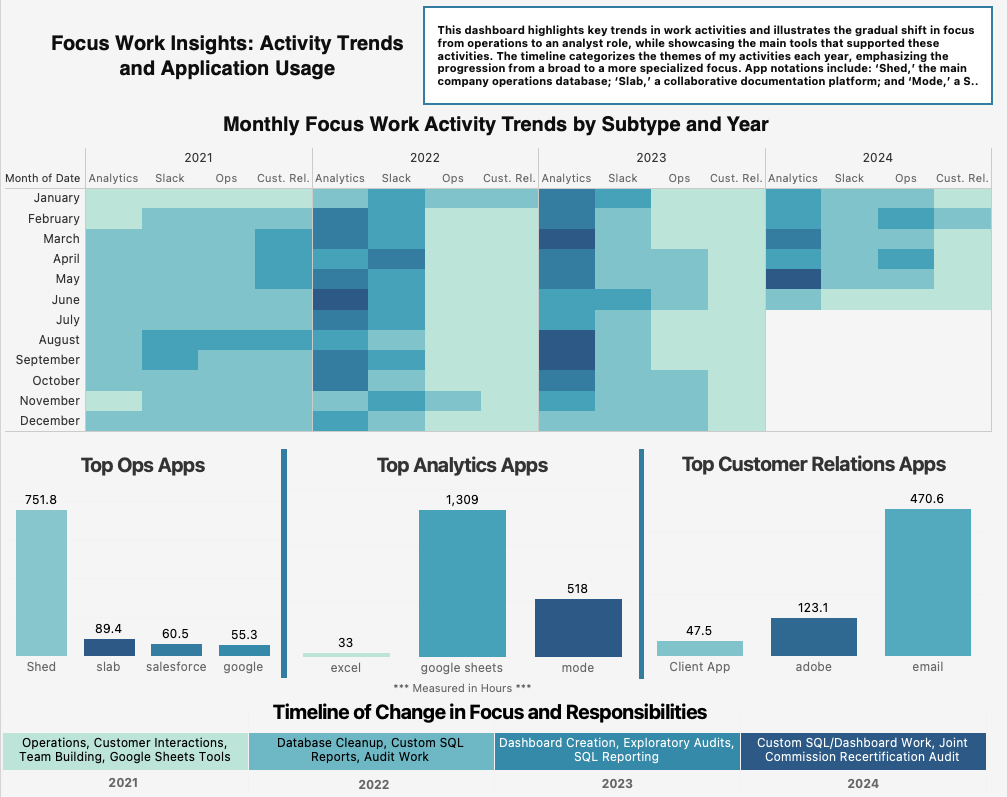 Focus Work Insights: Activity Trends
and Application Usage
This dashboard highlights key trends in work activities and illustrates the gradual shift in focus
from operations to an analyst role, while showcasing the main tools that supported these
activities. The timeline categorizes the themes of my activities each year, emphasizing the
progression from a broad to a more specialized focus. App notations include: ‘Shed,’ the main
company operations database; ‘Slab,’ a collaborative documentation platform; and ‘Mode,’ a S..
Monthly Focus Work Activity Trends by Subtype and Year
2021 2022 2023 2024
Month of Date Analytics Slack Ops Cust. Rel. Analytics Slack Ops Cust. Rel. Analytics Slack Ops Cust. Rel. Analytics Slack Ops Cust. Rel.
January
February
March
April
May
June
July
August
September
October
November
December
Top Ops Apps
751.8
89.4
60.5
55.3
Shed slab salesforce google
Top Analytics Apps
1,309
518
33
excel google sheets mode
*** Measured in Hours ***
Top Customer Relations Apps
470.6
123.1
47.5
Client App adobe email
Timeline of Change in Focus and Responsibilities
Operations, Customer Interactions,
Team Building, Google Sheets Tools
2021
Database Cleanup, Custom SQL
Reports, Audit Work
2022
Dashboard Creation, Exploratory Audits,
SQL Reporting
2023
Custom SQL/Dashboard Work, Joint
Commission Recertification Audit
2024